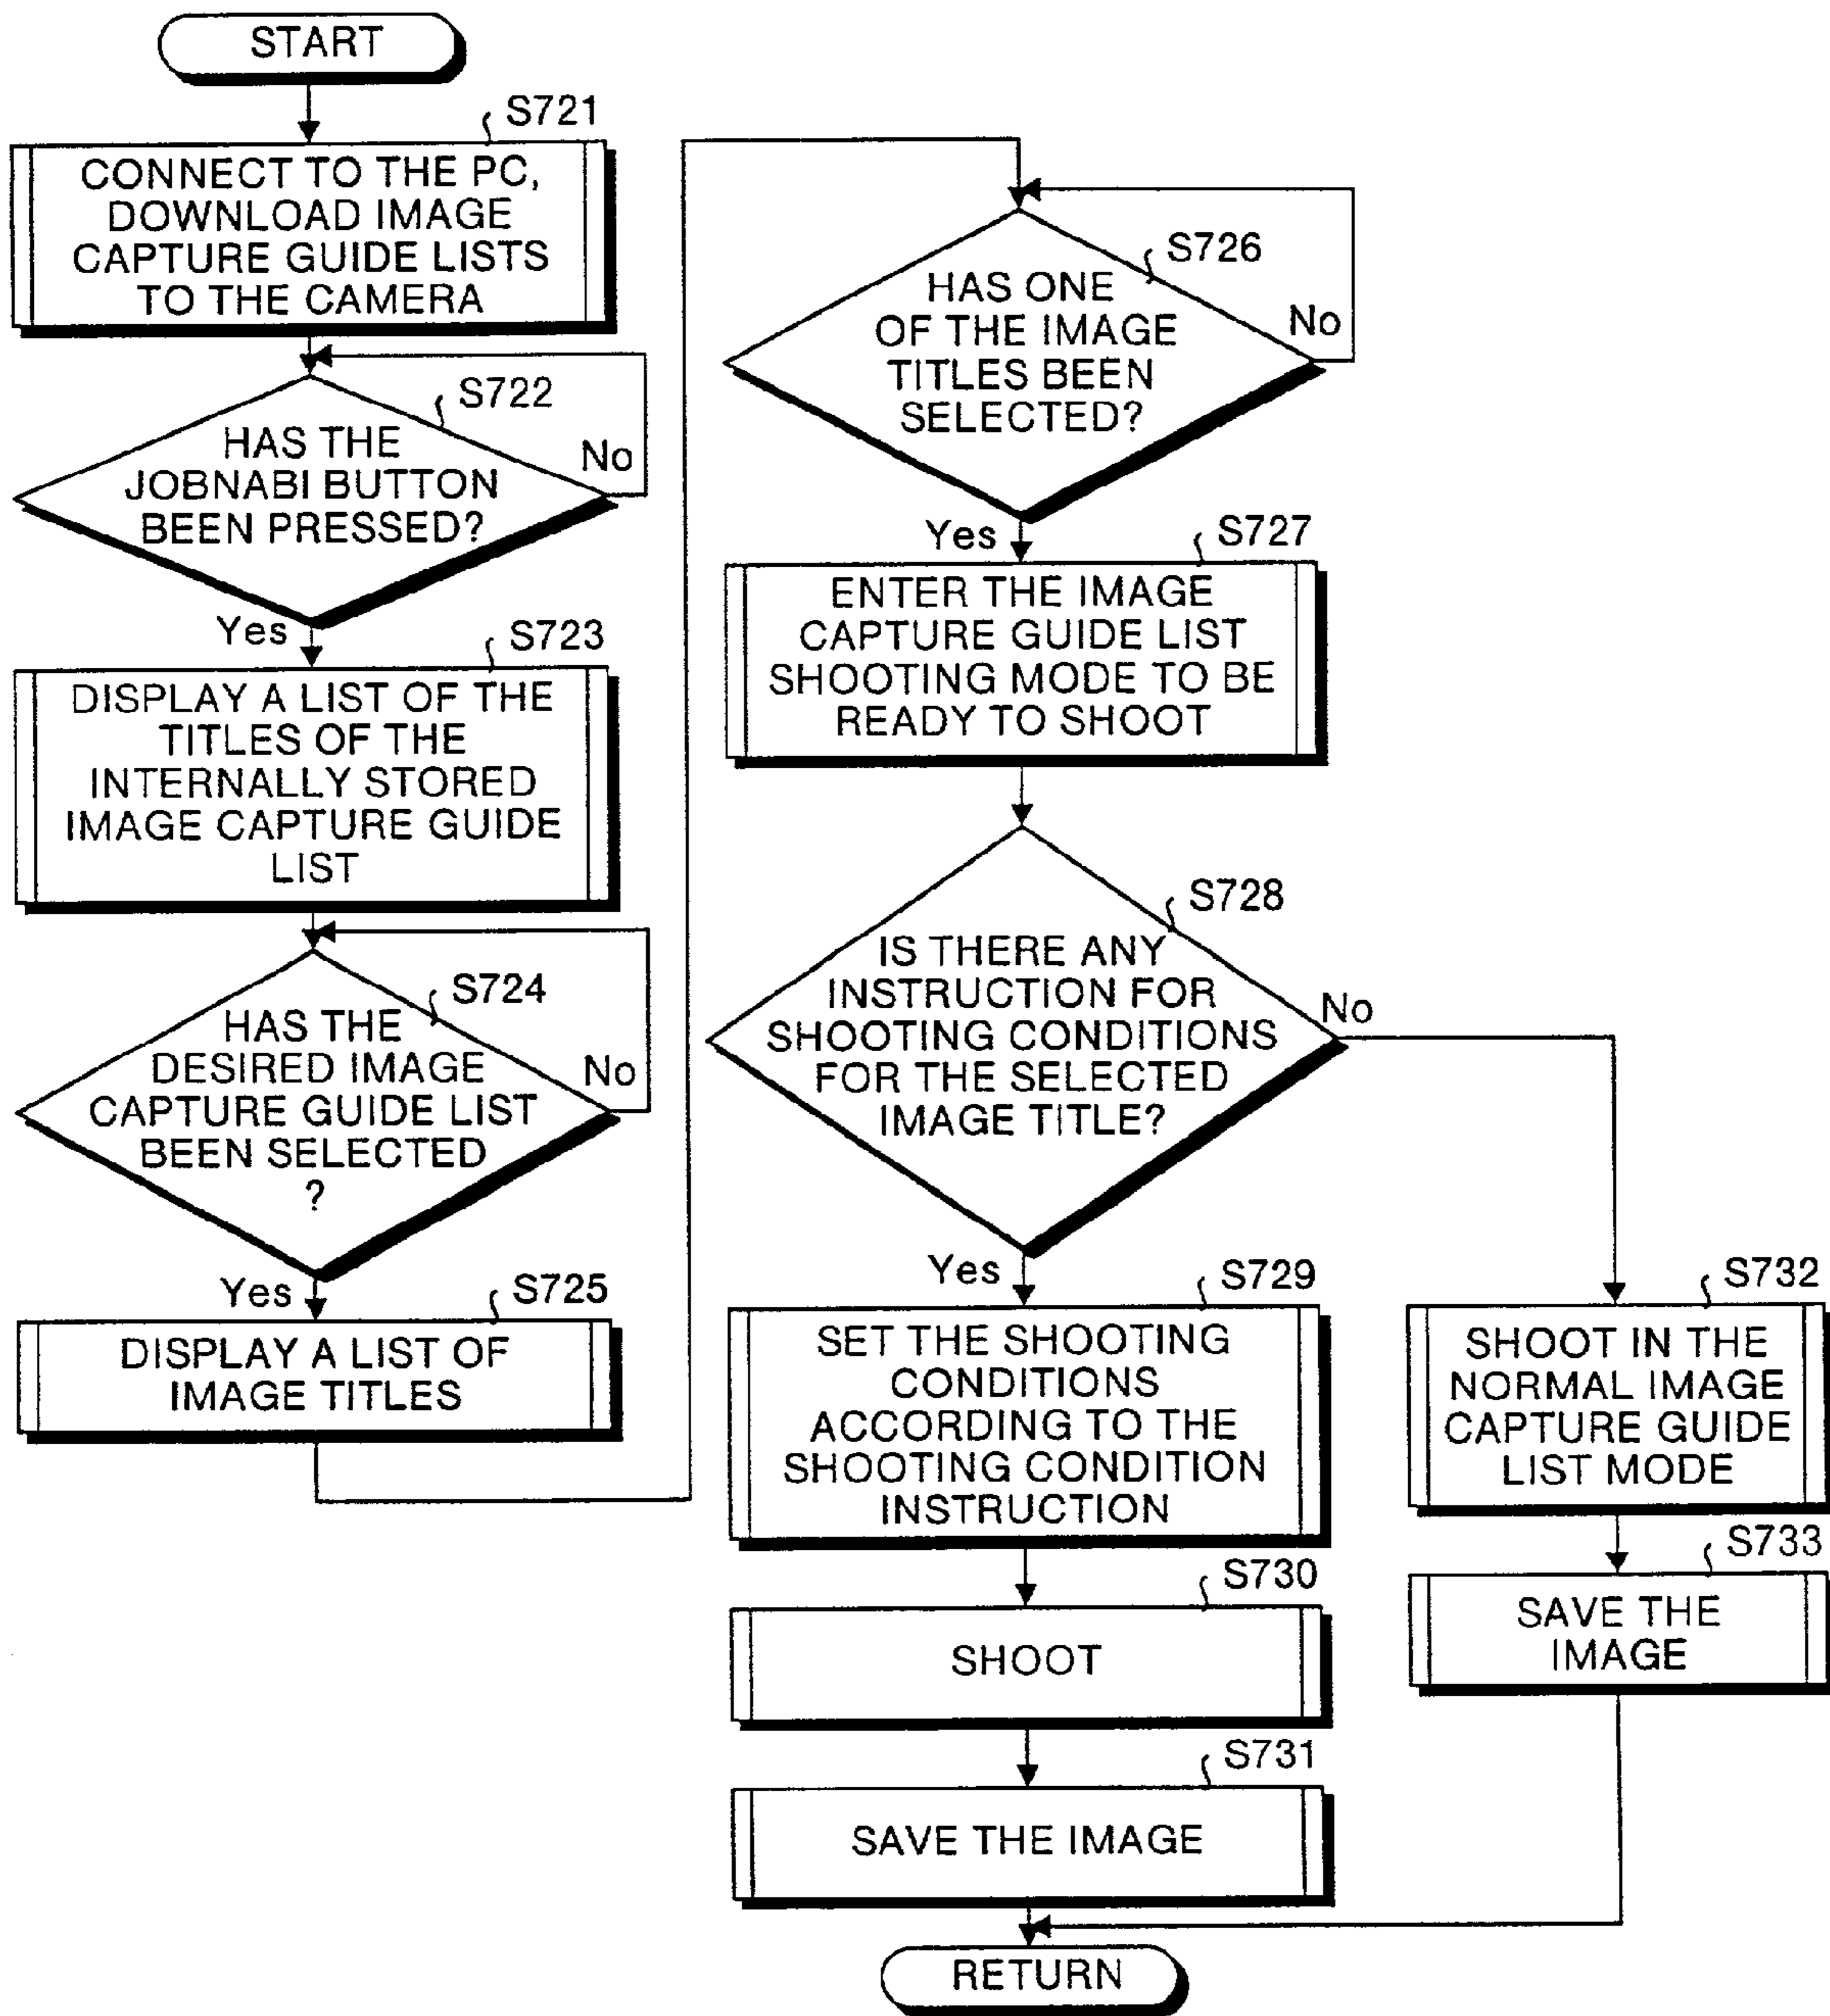 START
S721
CONNECT TO THE PC,
DOWNLOAD IMAGE
CAPTURE GUIDE LISTS
TO THE CAMERA
S722
HAS THE
JOBNABI BUTTON
BEEN PRESSED?
No
Yes
S723
DISPLAY A LIST OF THE
TITLES OF THE
INTERNALLY STORED
IMAGE CAPTURE GUIDE
LIST
S724
HAS THE
DESIRED IMAGE
CAPTURE GUIDE LIST
BEEN SELECTED
?
No
Yes
S725
DISPLAY A LIST OF
IMAGE TITLES
S726
HAS ONE
OF THE IMAGE
TITLES BEEN
SELECTED?
No
Yes
S727
ENTER THE IMAGE
CAPTURE GUIDE LIST
SHOOTING MODE TO BE
READY TO SHOOT
S728
IS THERE ANY
INSTRUCTION FOR
SHOOTING CONDITIONS
FOR THE SELECTED
IMAGE TITLE?
No
Yes
S729
SET THE SHOOTING
CONDITIONS
ACCORDING TO THE
SHOOTING CONDITION
INSTRUCTION
S730
SHOOT
S731
SAVE THE IMAGE
S732
SHOOT IN THE
NORMAL IMAGE
CAPTURE GUIDE
LIST MODE
S733
SAVE THE
IMAGE
RETURN